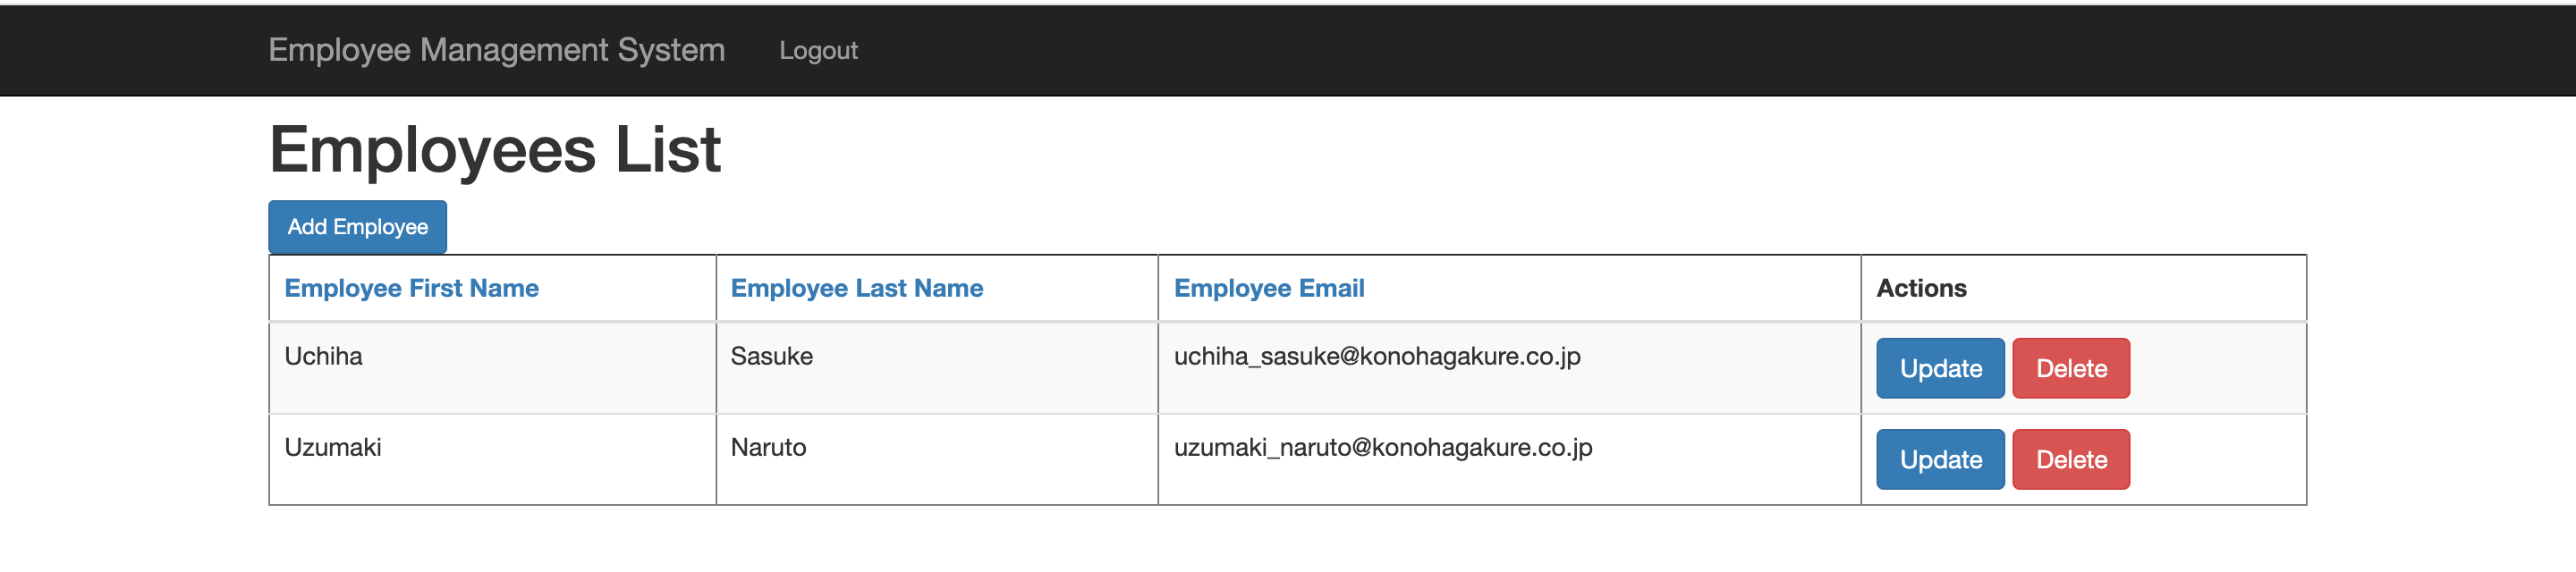 Employee Management System Logout
Employees List
Add Employee
Employee First Name Employee Last Name Employee Email Actions
Uchiha Sasuke uchiha_sasuke@konohagakure.co.jp Update Delete
Uzumaki Naruto uzumaki_naruto@konohagakure.co.jp Update Delete